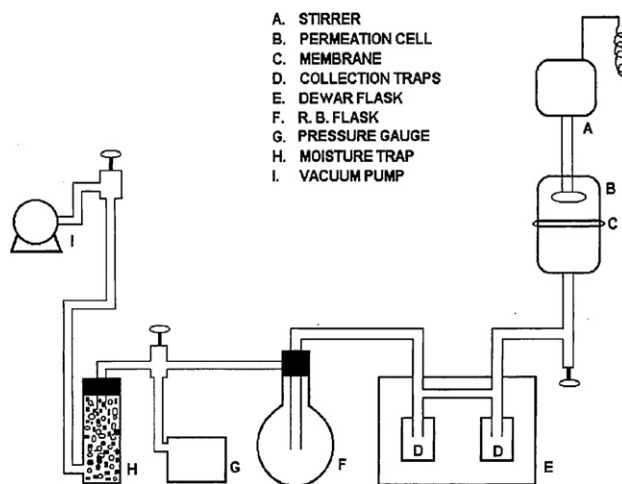 A. STIRRER
B. PERMEATION CELL
C. MEMBRANE
D. COLLECTION TRAPS
E. DEWAR FLASK
F. R. B. FLASK
G. PRESSURE GAUGE
H. MOISTURE TRAP
I. VACUUM PUMP
A
B
C
I
D D
H G F E